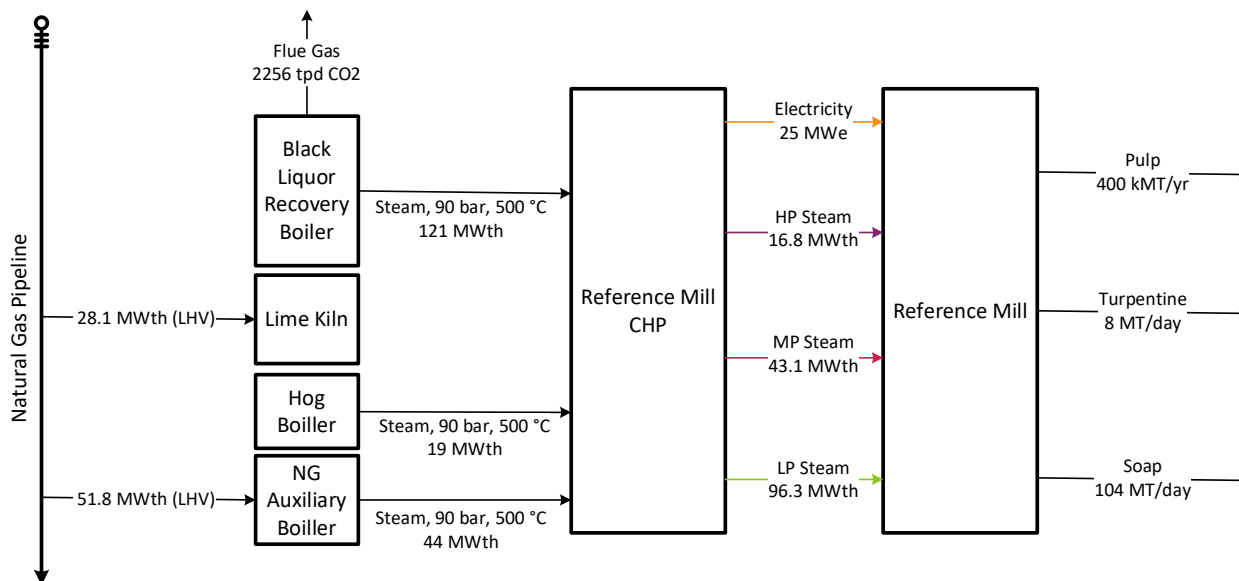 Natural Gas Pipeline
Flue Gas
2256 tpd CO2
Black
Liquor
Recovery
Boiler
Steam, 90 bar, 500 °C
121 MWth
28.1 MWth (LHV)
Lime Kiln
Hog
Boiller
Steam, 90 bar, 500 °C
19 MWth
51.8 MWth (LHV)
NG
Auxiliary
Boiller
Steam, 90 bar, 500 °C
44 MWth
Reference Mill
CHP
Electricity
25 MWe
HP Steam
16.8 MWth
MP Steam
43.1 MWth
LP Steam
96.3 MWth
Reference Mill
Pulp
400 kMT/yr
Turpentine
8 MT/day
Soap
104 MT/day